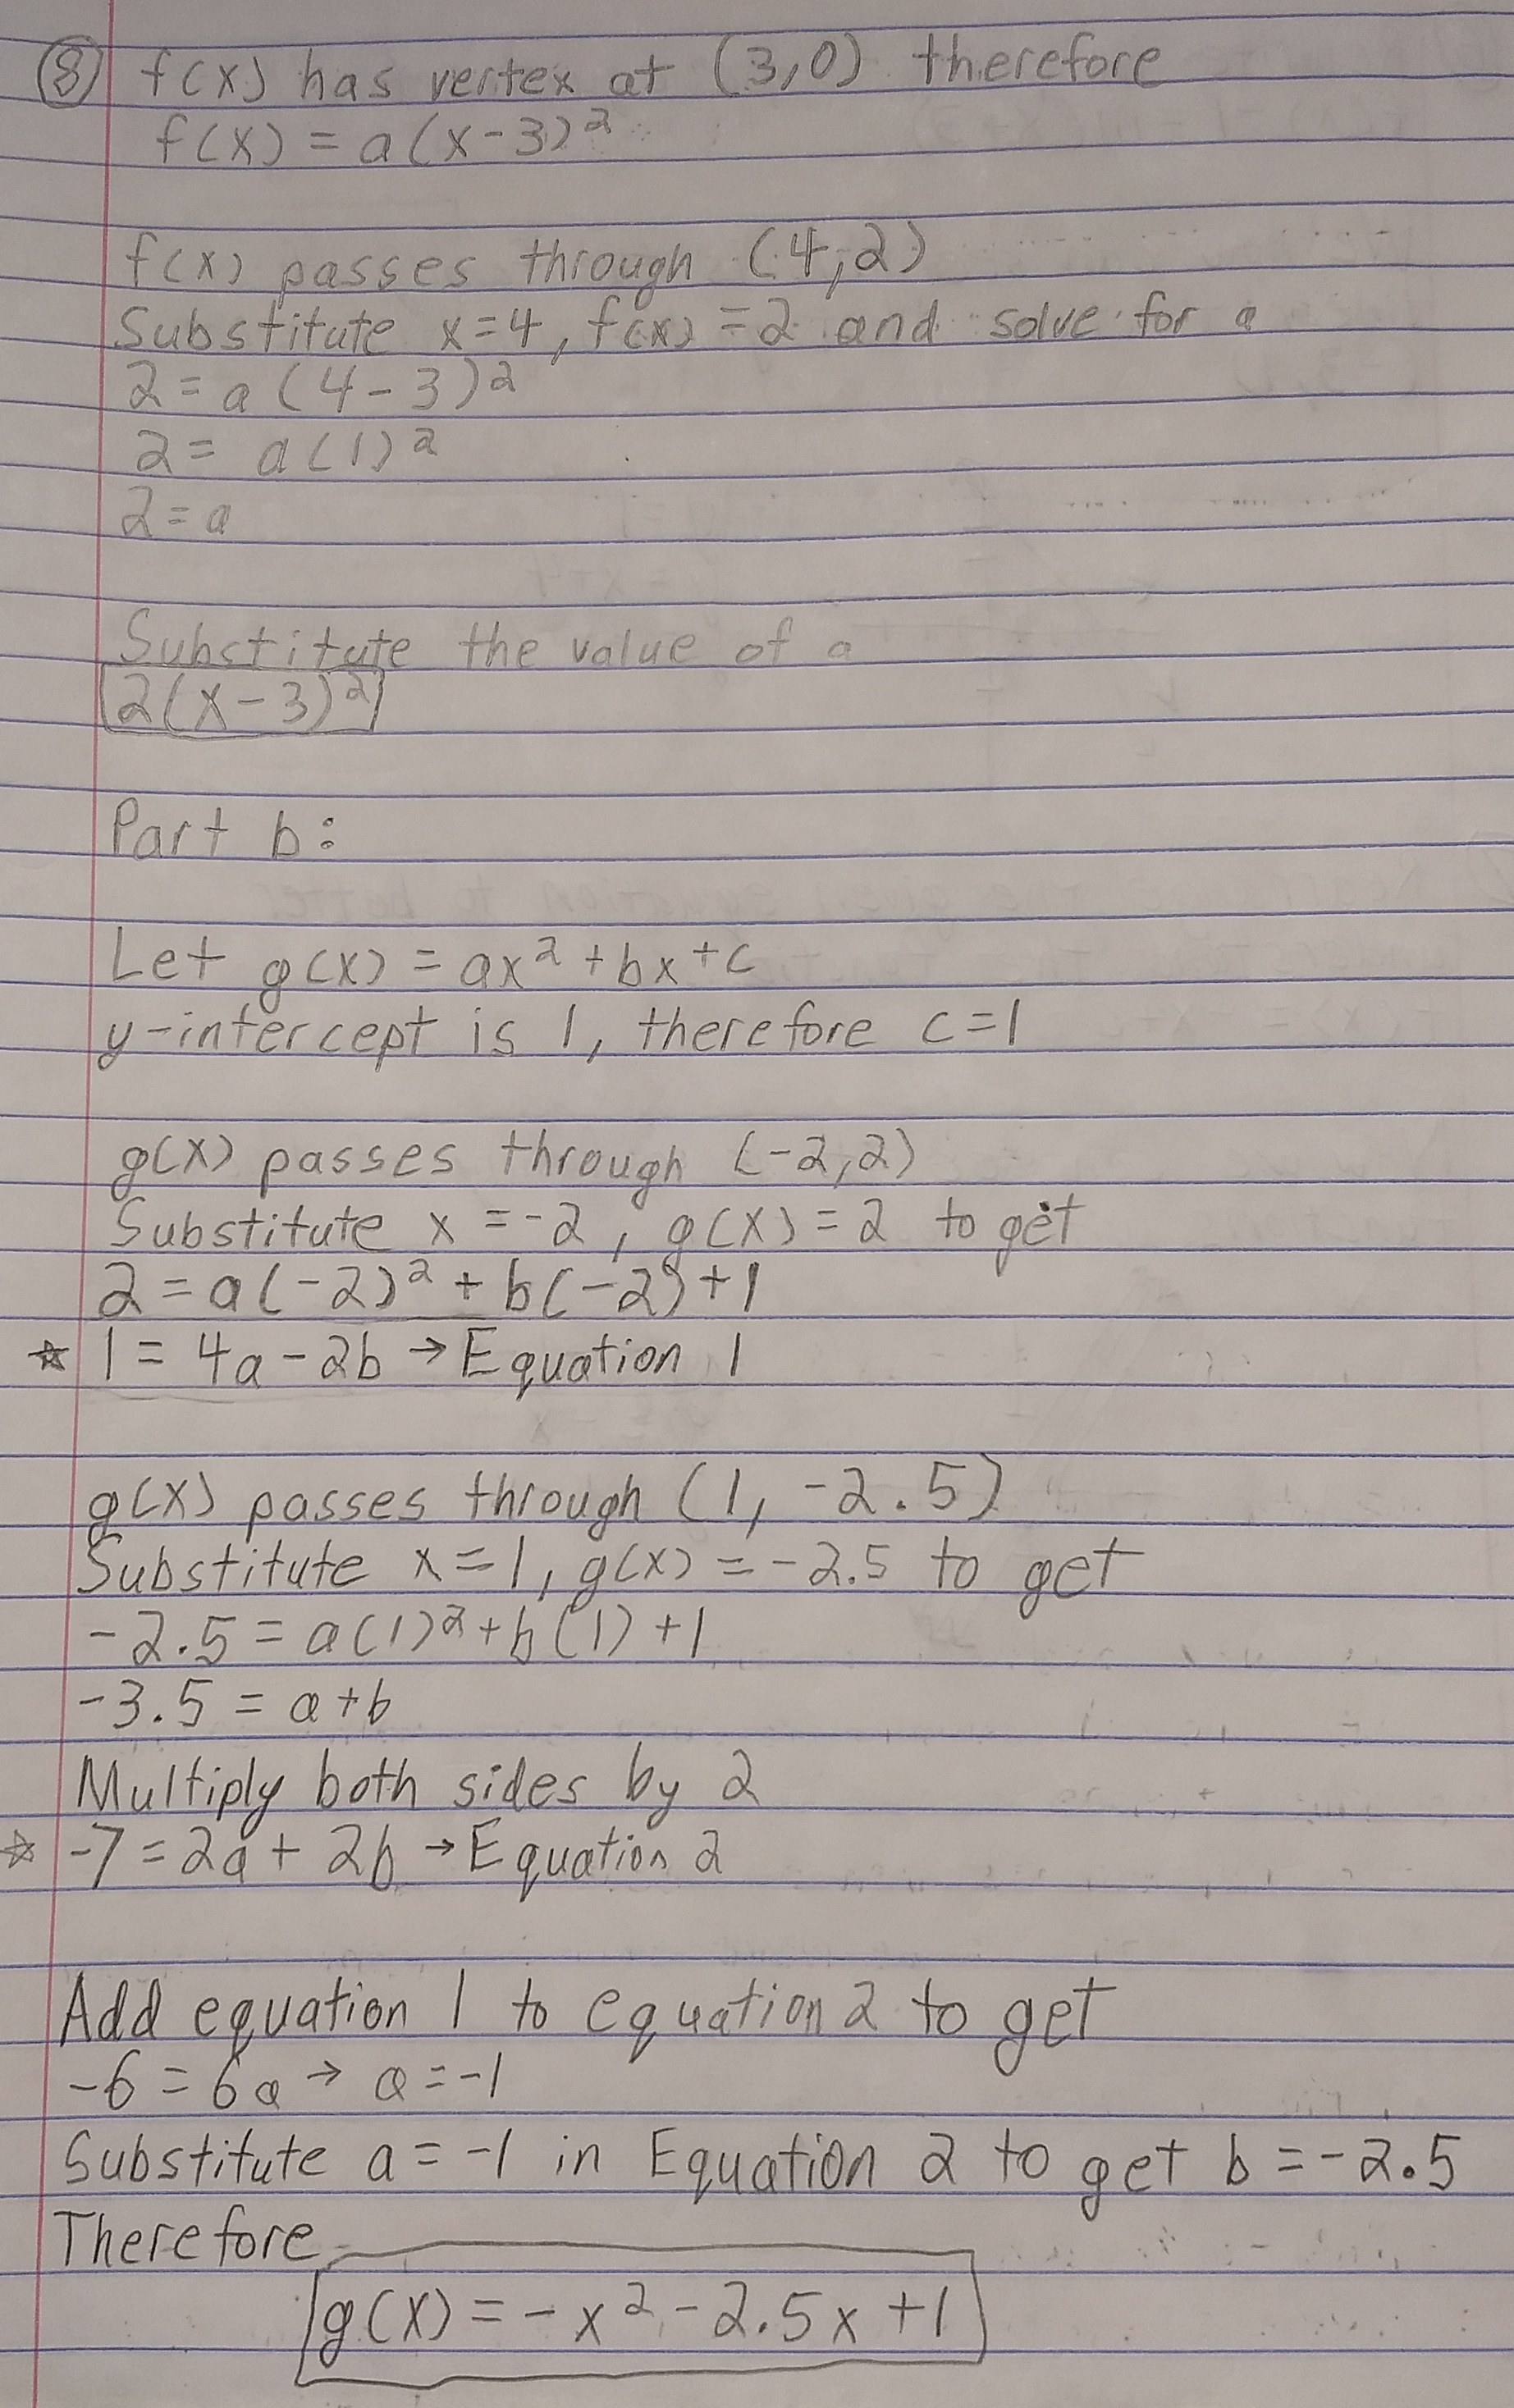 ⑧ f(x) has vertex at (3,0) therefore
f(x) = a(x-3)²
f(x) passes through (4,2)
Substitute x=4, f(x)=2 and solve for a
2=a(4-3)²
2= a(1)²
2=a
Substitute the value of a
2(x-3)²
Part b:
Let g(x) = ax²+bx+c
y-intercept is 1, therefore c=1
g(x) passes through (-2,2)
Substitute x =-2, g(x)=2 to get
2=a(-2)²+b(-2)+1
☆ 1=4a-2b → Equation 1
g(x) passes through (1, -2.5)
Substitute x=1, g(x) =-2.5 to get
-2.5=a(1)²+b(1)+1
-3.5 = a+b
Multiply both sides by 2
☆ -7=2a+2b → Equation 2
Add equation 1 to equation 2 to get
-6=6a → a=-1
Substitute a=-1 in Equation 2 to get b=-2.5
Therefore
g(x)=-x²-2.5x+1